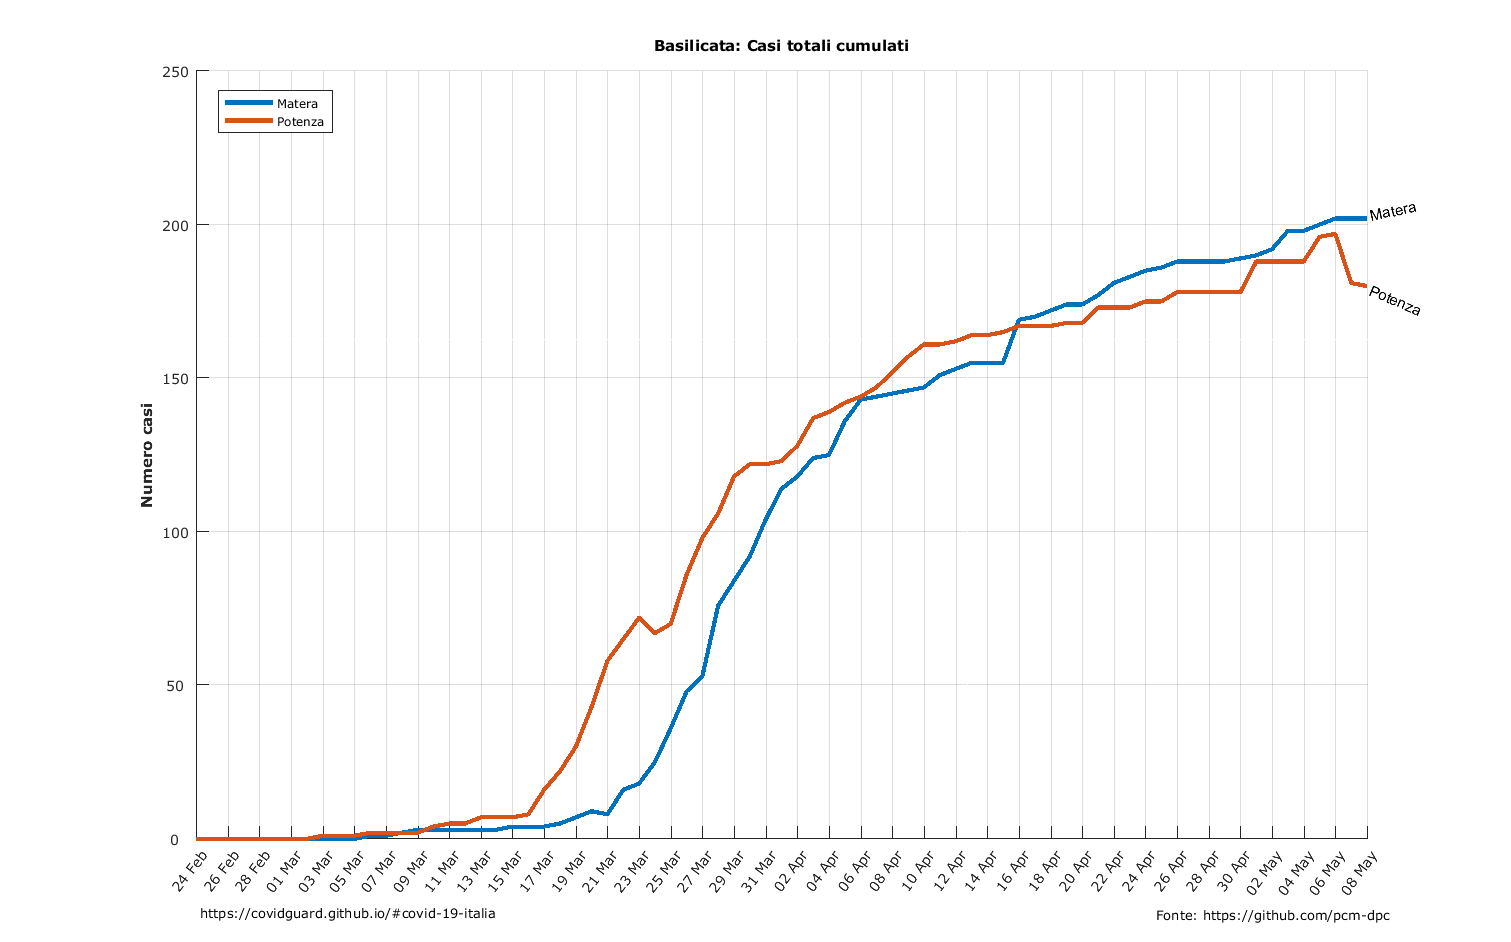 Basilicata: Casi totali cumulati
250
200
150
100
50
0
Numero casi
Matera
Potenza
Matera
Potenza
24 Feb
26 Feb
28 Feb
01 Mar
03 Mar
05 Mar
07 Mar
09 Mar
11 Mar
13 Mar
15 Mar
17 Mar
19 Mar
21 Mar
23 Mar
25 Mar
27 Mar
29 Mar
31 Mar
02 Apr
04 Apr
06 Apr
08 Apr
10 Apr
12 Apr
14 Apr
16 Apr
18 Apr
20 Apr
22 Apr
24 Apr
26 Apr
28 Apr
30 Apr
02 May
04 May
06 May
08 May
https://covidguard.github.io/#covid-19-italia
Fonte: https://github.com/pcm-dpc